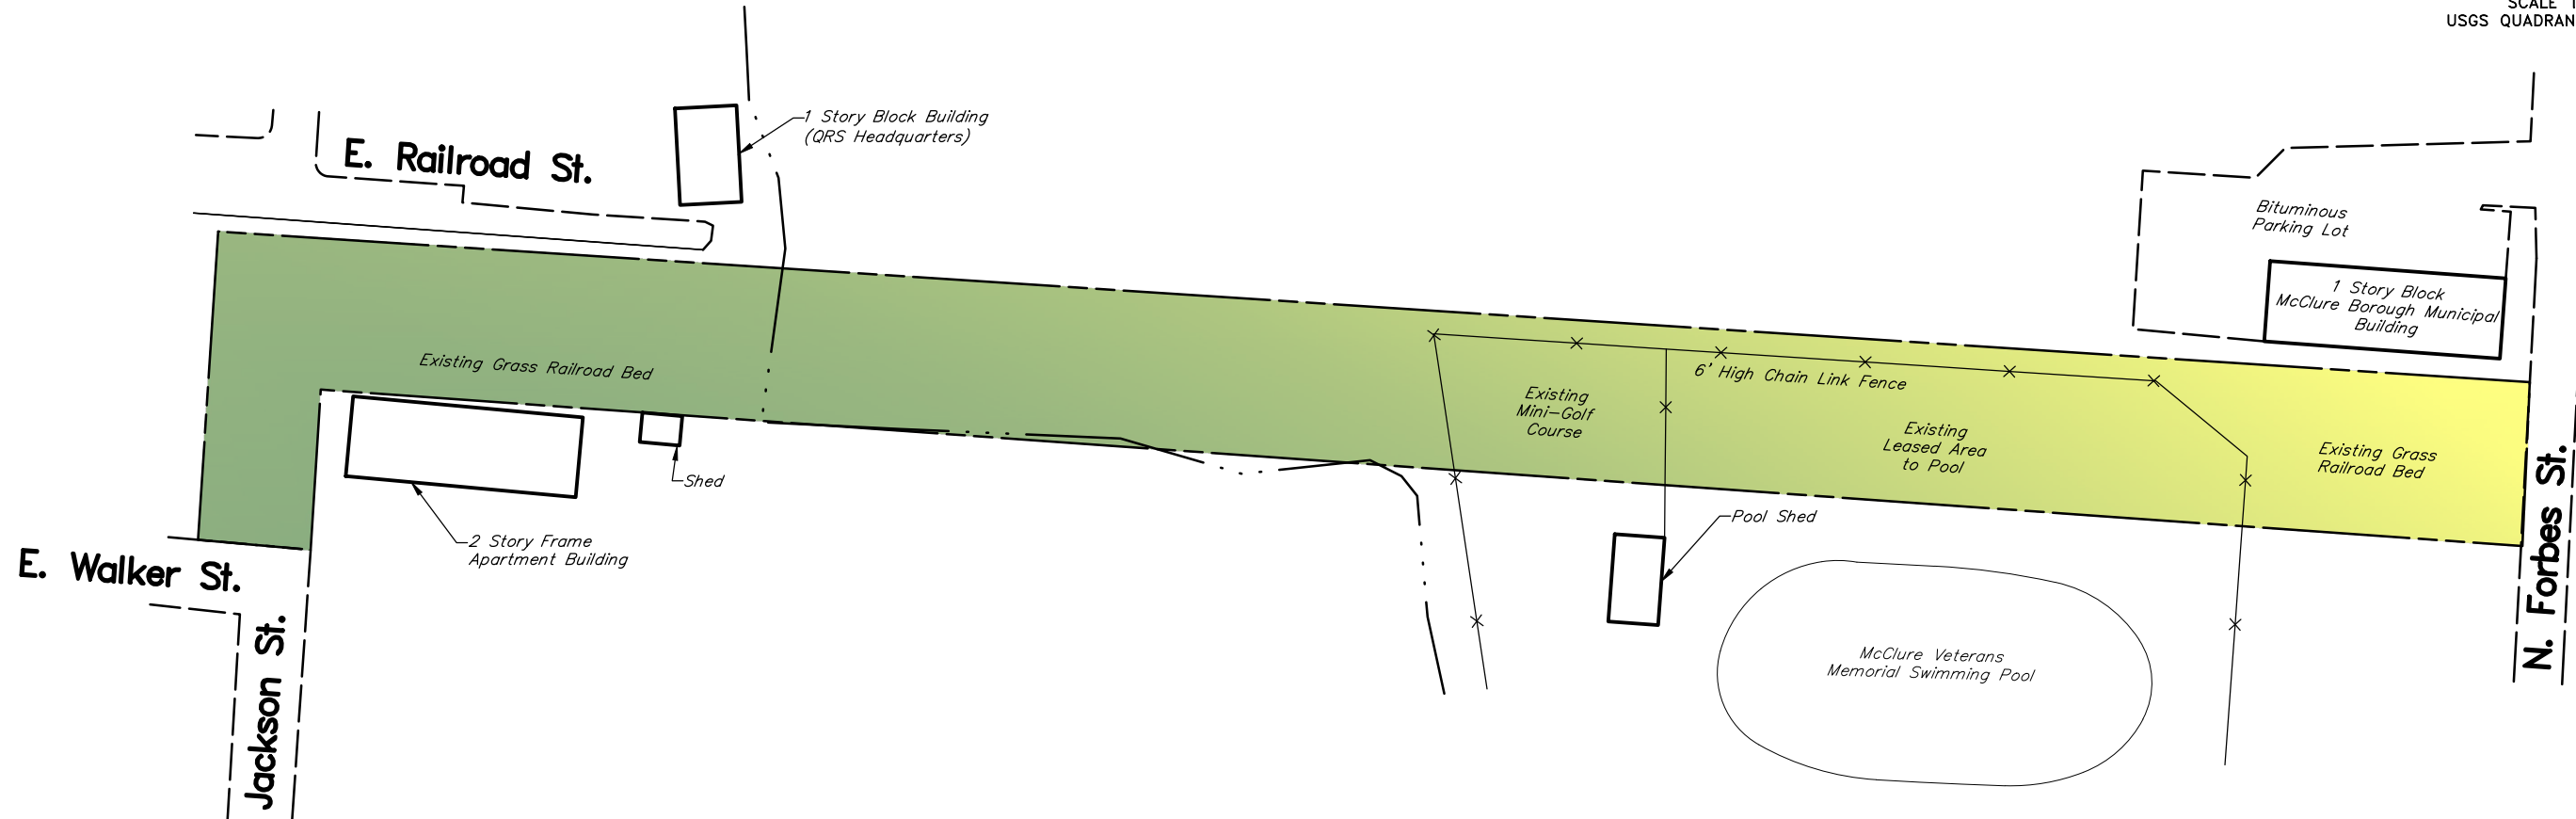 SCALE 1
USGS QUADRAN
1 Story Block Building
(QRS Headquarters)
E. Railroad St.
Bituminous
Parking Lot
1 Story Block
McClure Borough Municipal
Building
Existing Grass Railroad Bed
6' High Chain Link Fence
Existing
Mini-Golf
Course
Existing
Leased Area
to Pool
Existing Grass
Railroad Bed
Shed
Pool Shed
2 Story Frame
Apartment Building
E. Walker St.
Jackson St.
N. Forbes St.
McClure Veterans
Memorial Swimming Pool